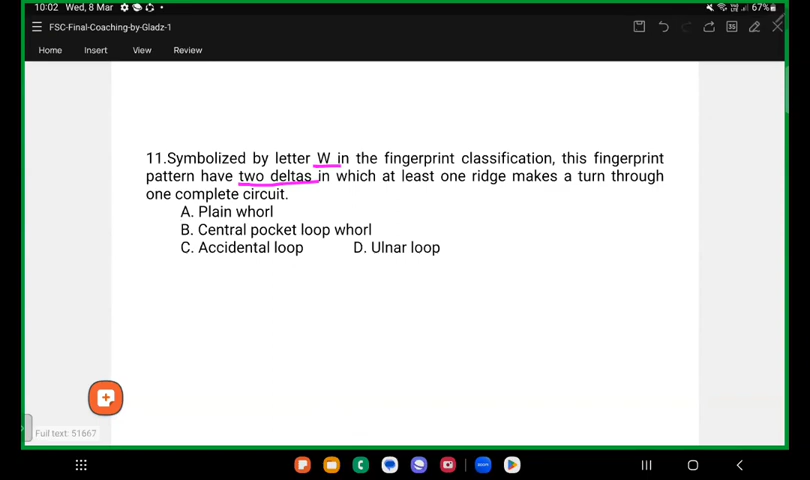 10:02 Wed, 8 Mar
67%
FSC-Final-Coaching-by-Gladz-1
Home Insert View Review
11.Symbolized by letter W in the fingerprint classification, this fingerprint
pattern have two deltas in which at least one ridge makes a turn through
one complete circuit.
A. Plain whorl
B. Central pocket loop whorl
C. Accidental loop D. Ulnar loop
Full text: 51667